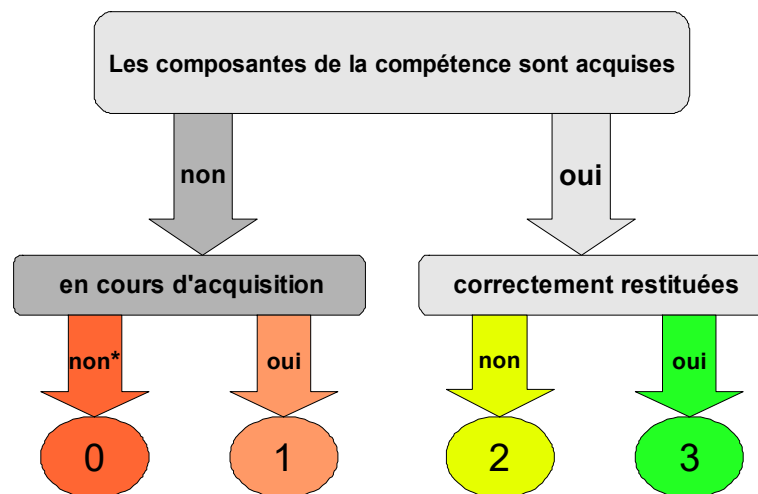 Les composantes de la compétence sont acquises
non
oui
en cours d'acquisition
correctement restituées
non*
oui
non
oui
0
1
2
3